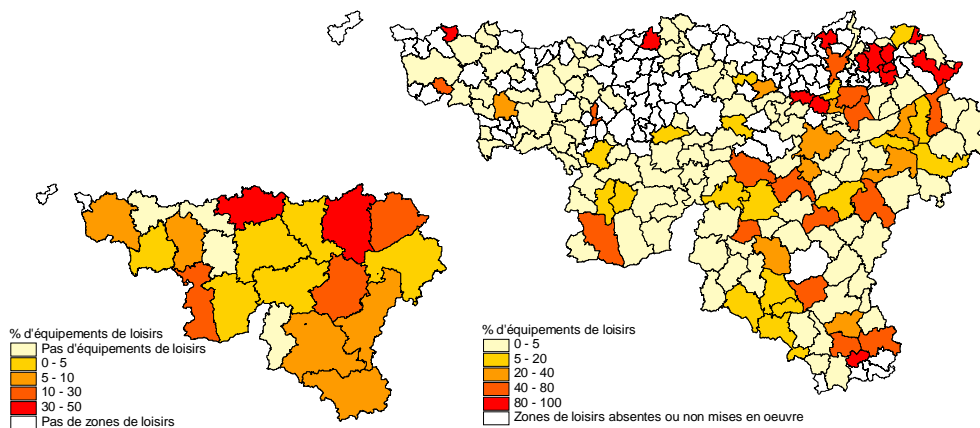 % d'équipements de loisirs
Pas d'équipements de loisirs
0 - 5
5 - 10
10 - 30
30 - 50
Pas de zones de loisirs
% d'équipements de loisirs
0 - 5
5 - 20
20 - 40
40 - 80
80 - 100
Zones de loisirs absentes ou non mises en oeuvre